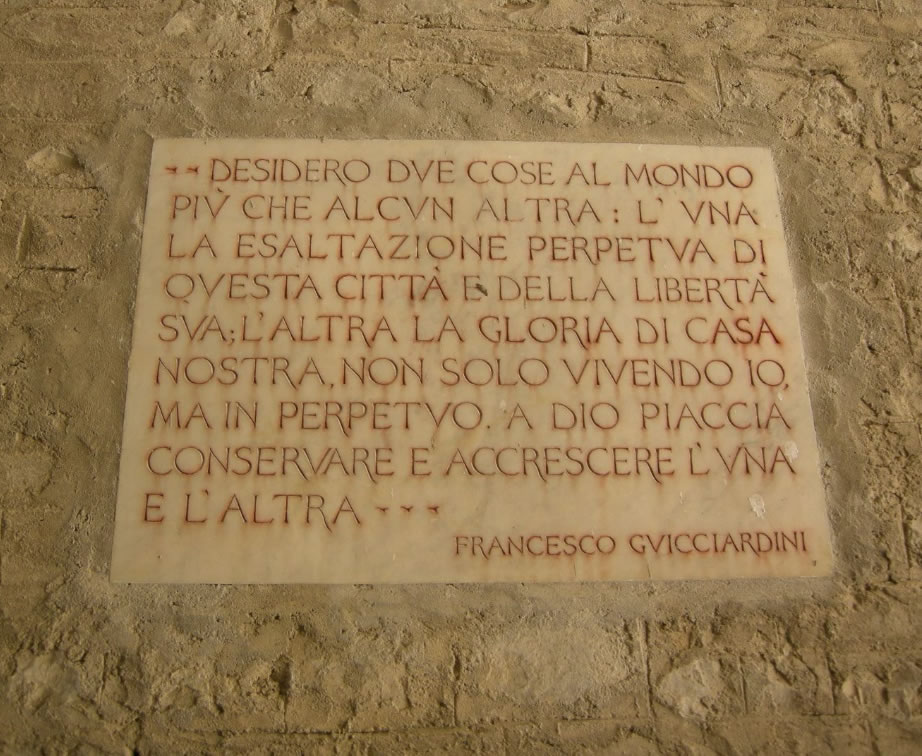 --DESIDERO DVE COSE AL MONDO
PIÙ CHE ALCVN ALTRA: L'VNA
LA ESALTAZIONE PERPETVA DI
QVESTA CITTÀ E DELLA LIBERTÀ
SVA; L'ALTRA LA GLORIA DI CASA
NOSTRA, NON SOLO VIVENDO IO,
MA IN PERPETVO. A DIO PIACCIA
CONSERVARE E ACCRESCERE L'VNA
E L'ALTRA ---
FRANCESCO GVICCIARDINI